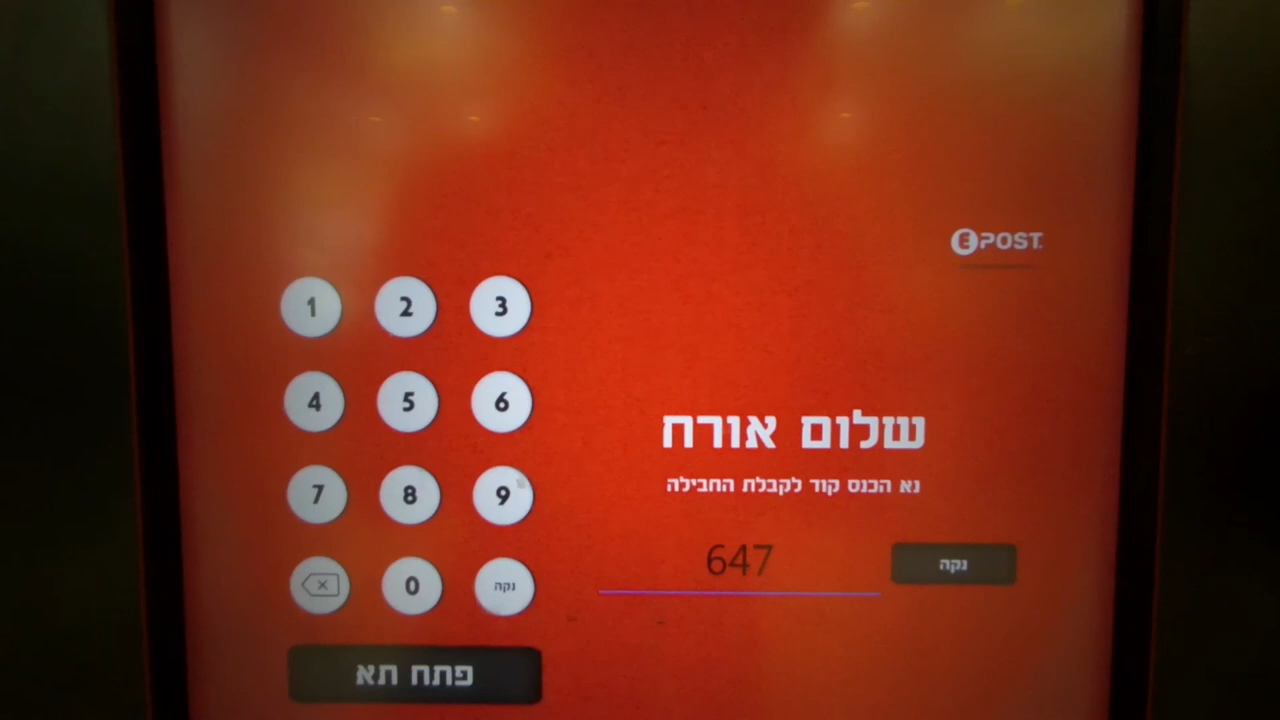 EPOST
1 2 3
4 5 6
7 8 9
0 נקה
פתח תא
שלום אורח
נא הכנס קוד לקבלת החבילה
647
נקה